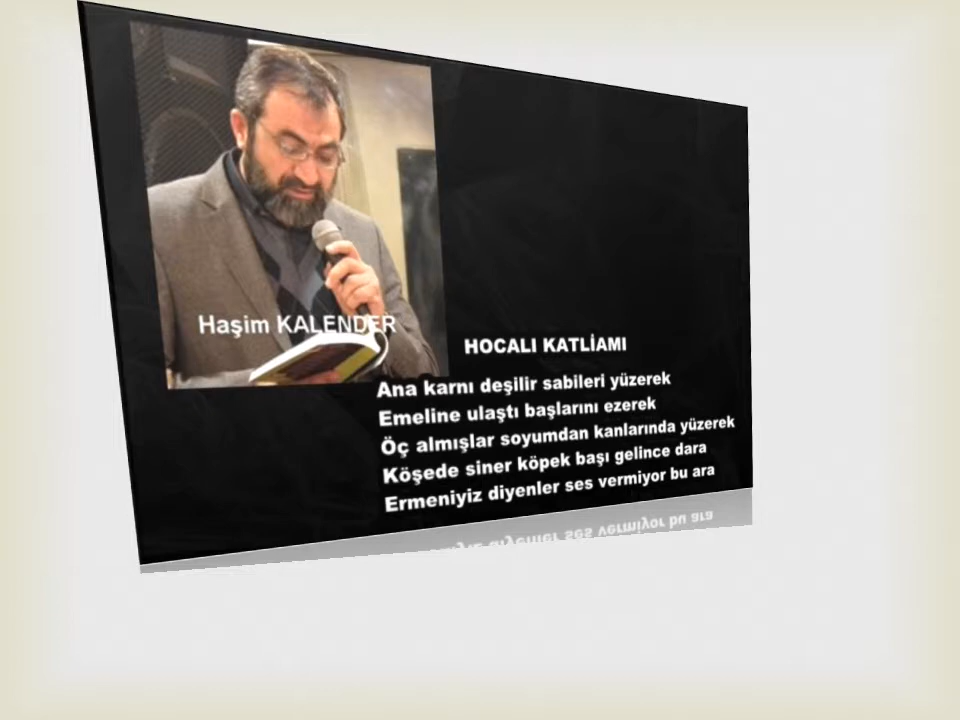 Haşim KALENDER
HOCALI KATLİAMI
Ana karnı deşilir sabileri yüzerek
Emeline ulaştı başlarını ezerek
Öç almışlar soyumdan kanlarında yüzerek
Köşede siner köpek başı gelince dara
Ermeniyiz diyenler ses vermiyor bu ara